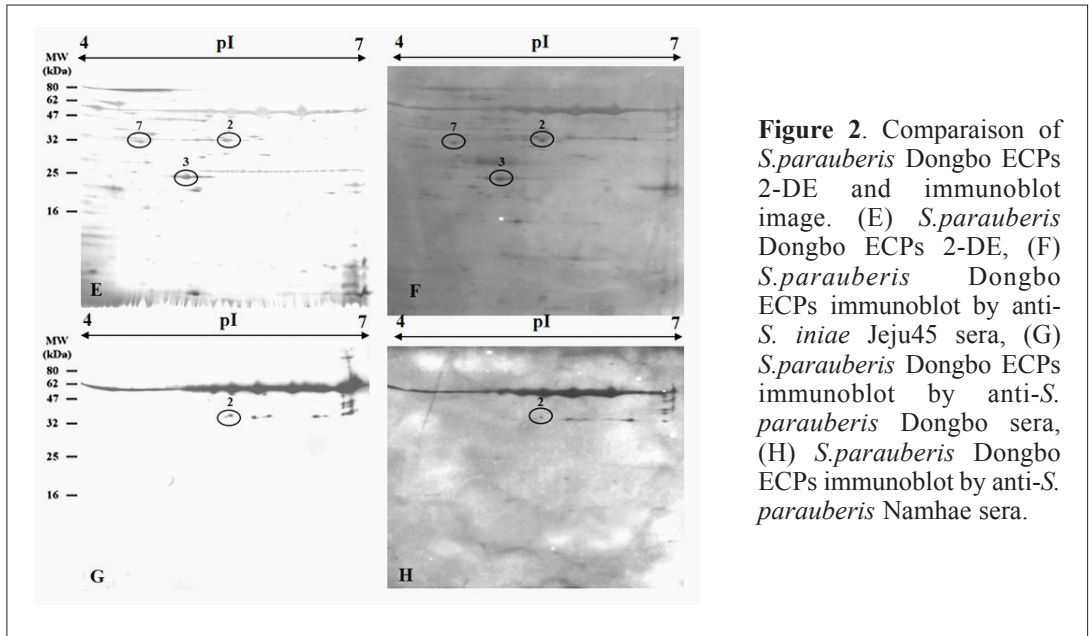 4 pI 7
MW
(kDa)
80
62
47
32
25
16
7
2
3
E
4 pI 7
7
2
3
F
4 pI 7
MW
(kDa)
80
62
47
32
25
16
2
G
4 pI 7
2
H
Figure 2. Comparaison of
S.parauberis Dongbo ECPs
2-DE and immunoblot
image. (E) S.parauberis
Dongbo ECPs 2-DE, (F)
S.parauberis Dongbo
ECPs immunoblot by anti-
S. iniae Jeju45 sera, (G)
S.parauberis Dongbo ECPs
immunoblot by anti-S.
parauberis Dongbo sera,
(H) S.parauberis Dongbo
ECPs immunoblot by anti-S.
parauberis Namhae sera.